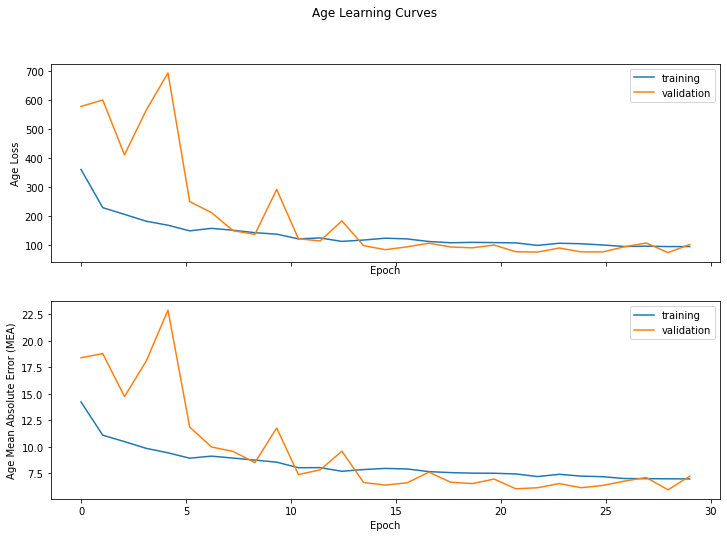 Age Learning Curves
700
600
500
400
300
200
100
Age Loss
training
validation
Epoch
22.5
20.0
17.5
15.0
12.5
10.0
7.5
Age Mean Absolute Error (MEA)
training
validation
0 5 10 15 20 25 30
Epoch